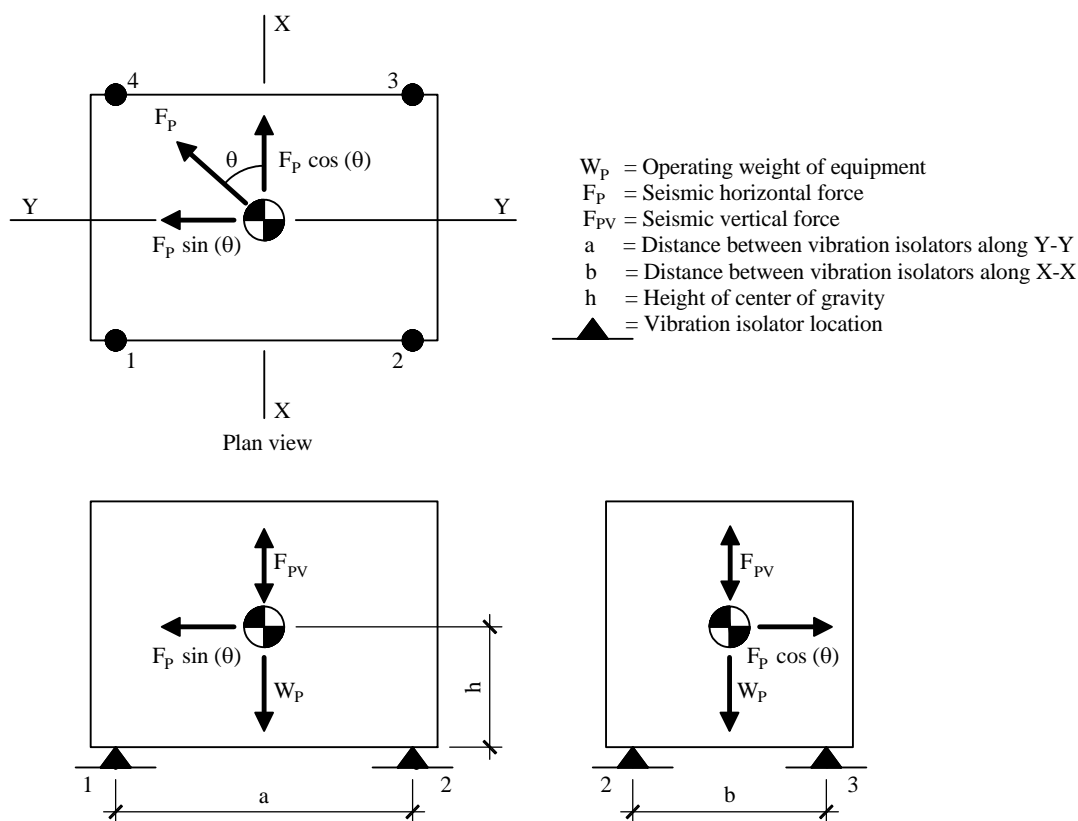 X
4
3
F_P
θ
F_P cos (θ)
Y
Y
F_P sin (θ)
1
2
X
Plan view
W_P = Operating weight of equipment
F_P = Seismic horizontal force
F_PV = Seismic vertical force
a = Distance between vibration isolators along Y-Y
b = Distance between vibration isolators along X-X
h = Height of center of gravity
= Vibration isolator location
F_PV
F_P sin (θ)
W_P
h
1
2
a
F_PV
F_P cos (θ)
W_P
2
3
b